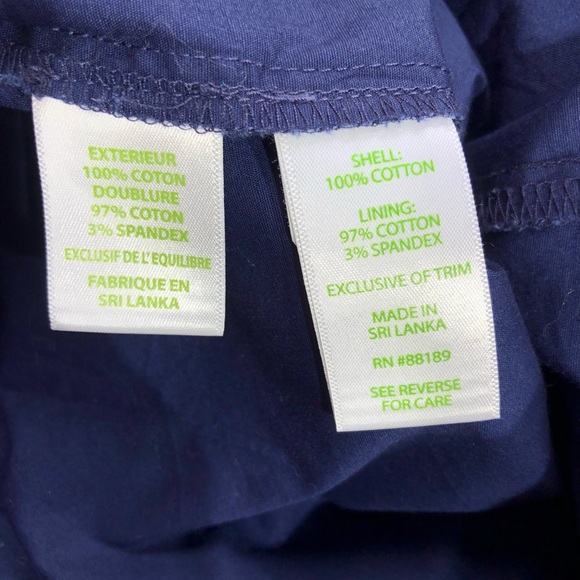 EXTERIEUR
100% COTON
DOUBLURE
97% COTON
3% SPANDEX
EXCLUSIF DE L'EQUILIBRE
FABRIQUE EN
SRI LANKA
SHELL:
100% COTTON
LINING:
97% COTTON
3% SPANDEX
EXCLUSIVE OF TRIM
MADE IN
SRI LANKA
RN #88189
SEE REVERSE
FOR CARE